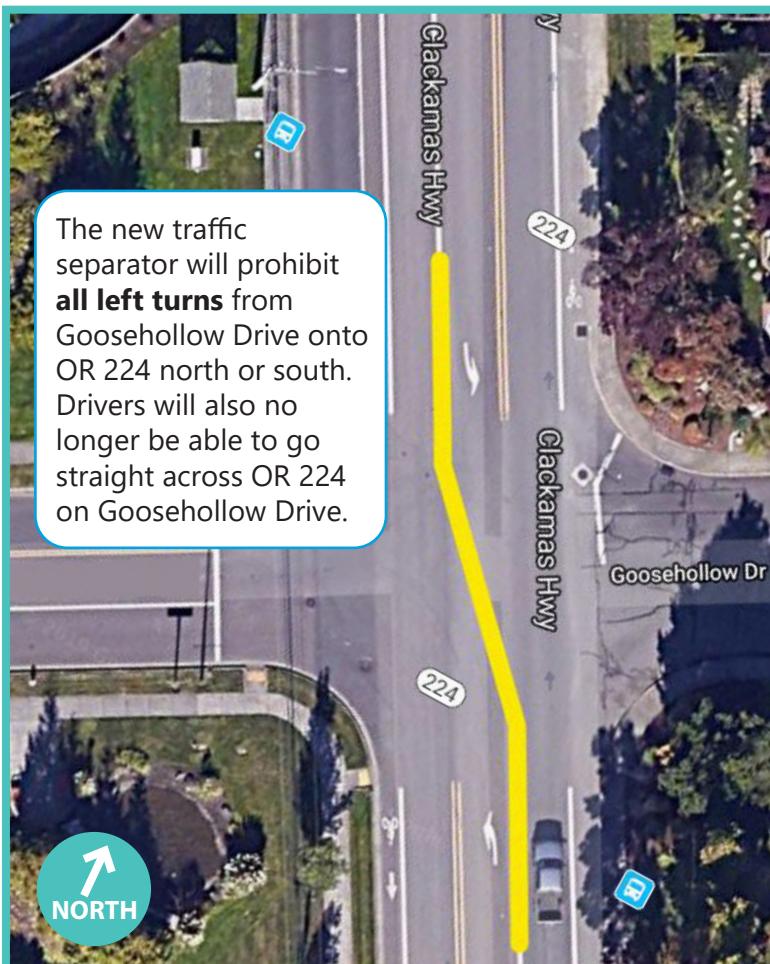 Clackamas Hwy
y
224
The new traffic
separator will prohibit
all left turns from
Goosehollow Drive onto
OR 224 north or south.
Drivers will also no
longer be able to go
straight across OR 224
on Goosehollow Drive.
Clackamas Hwy
Goosehollow Dr
224
NORTH